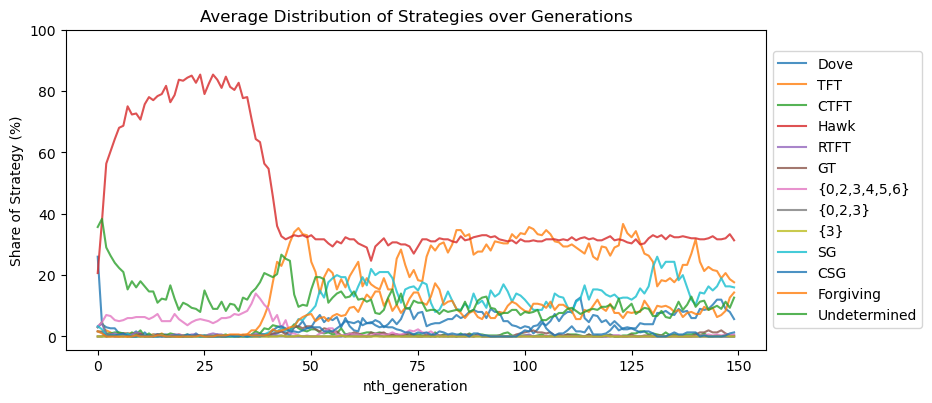 Average Distribution of Strategies over Generations
100
80
60
40
20
0
Share of Strategy (%)
0 25 50 75 100 125 150
nth_generation
Dove
TFT
CTFT
Hawk
RTFT
GT
{0,2,3,4,5,6}
{0,2,3}
{3}
SG
CSG
Forgiving
Undetermined